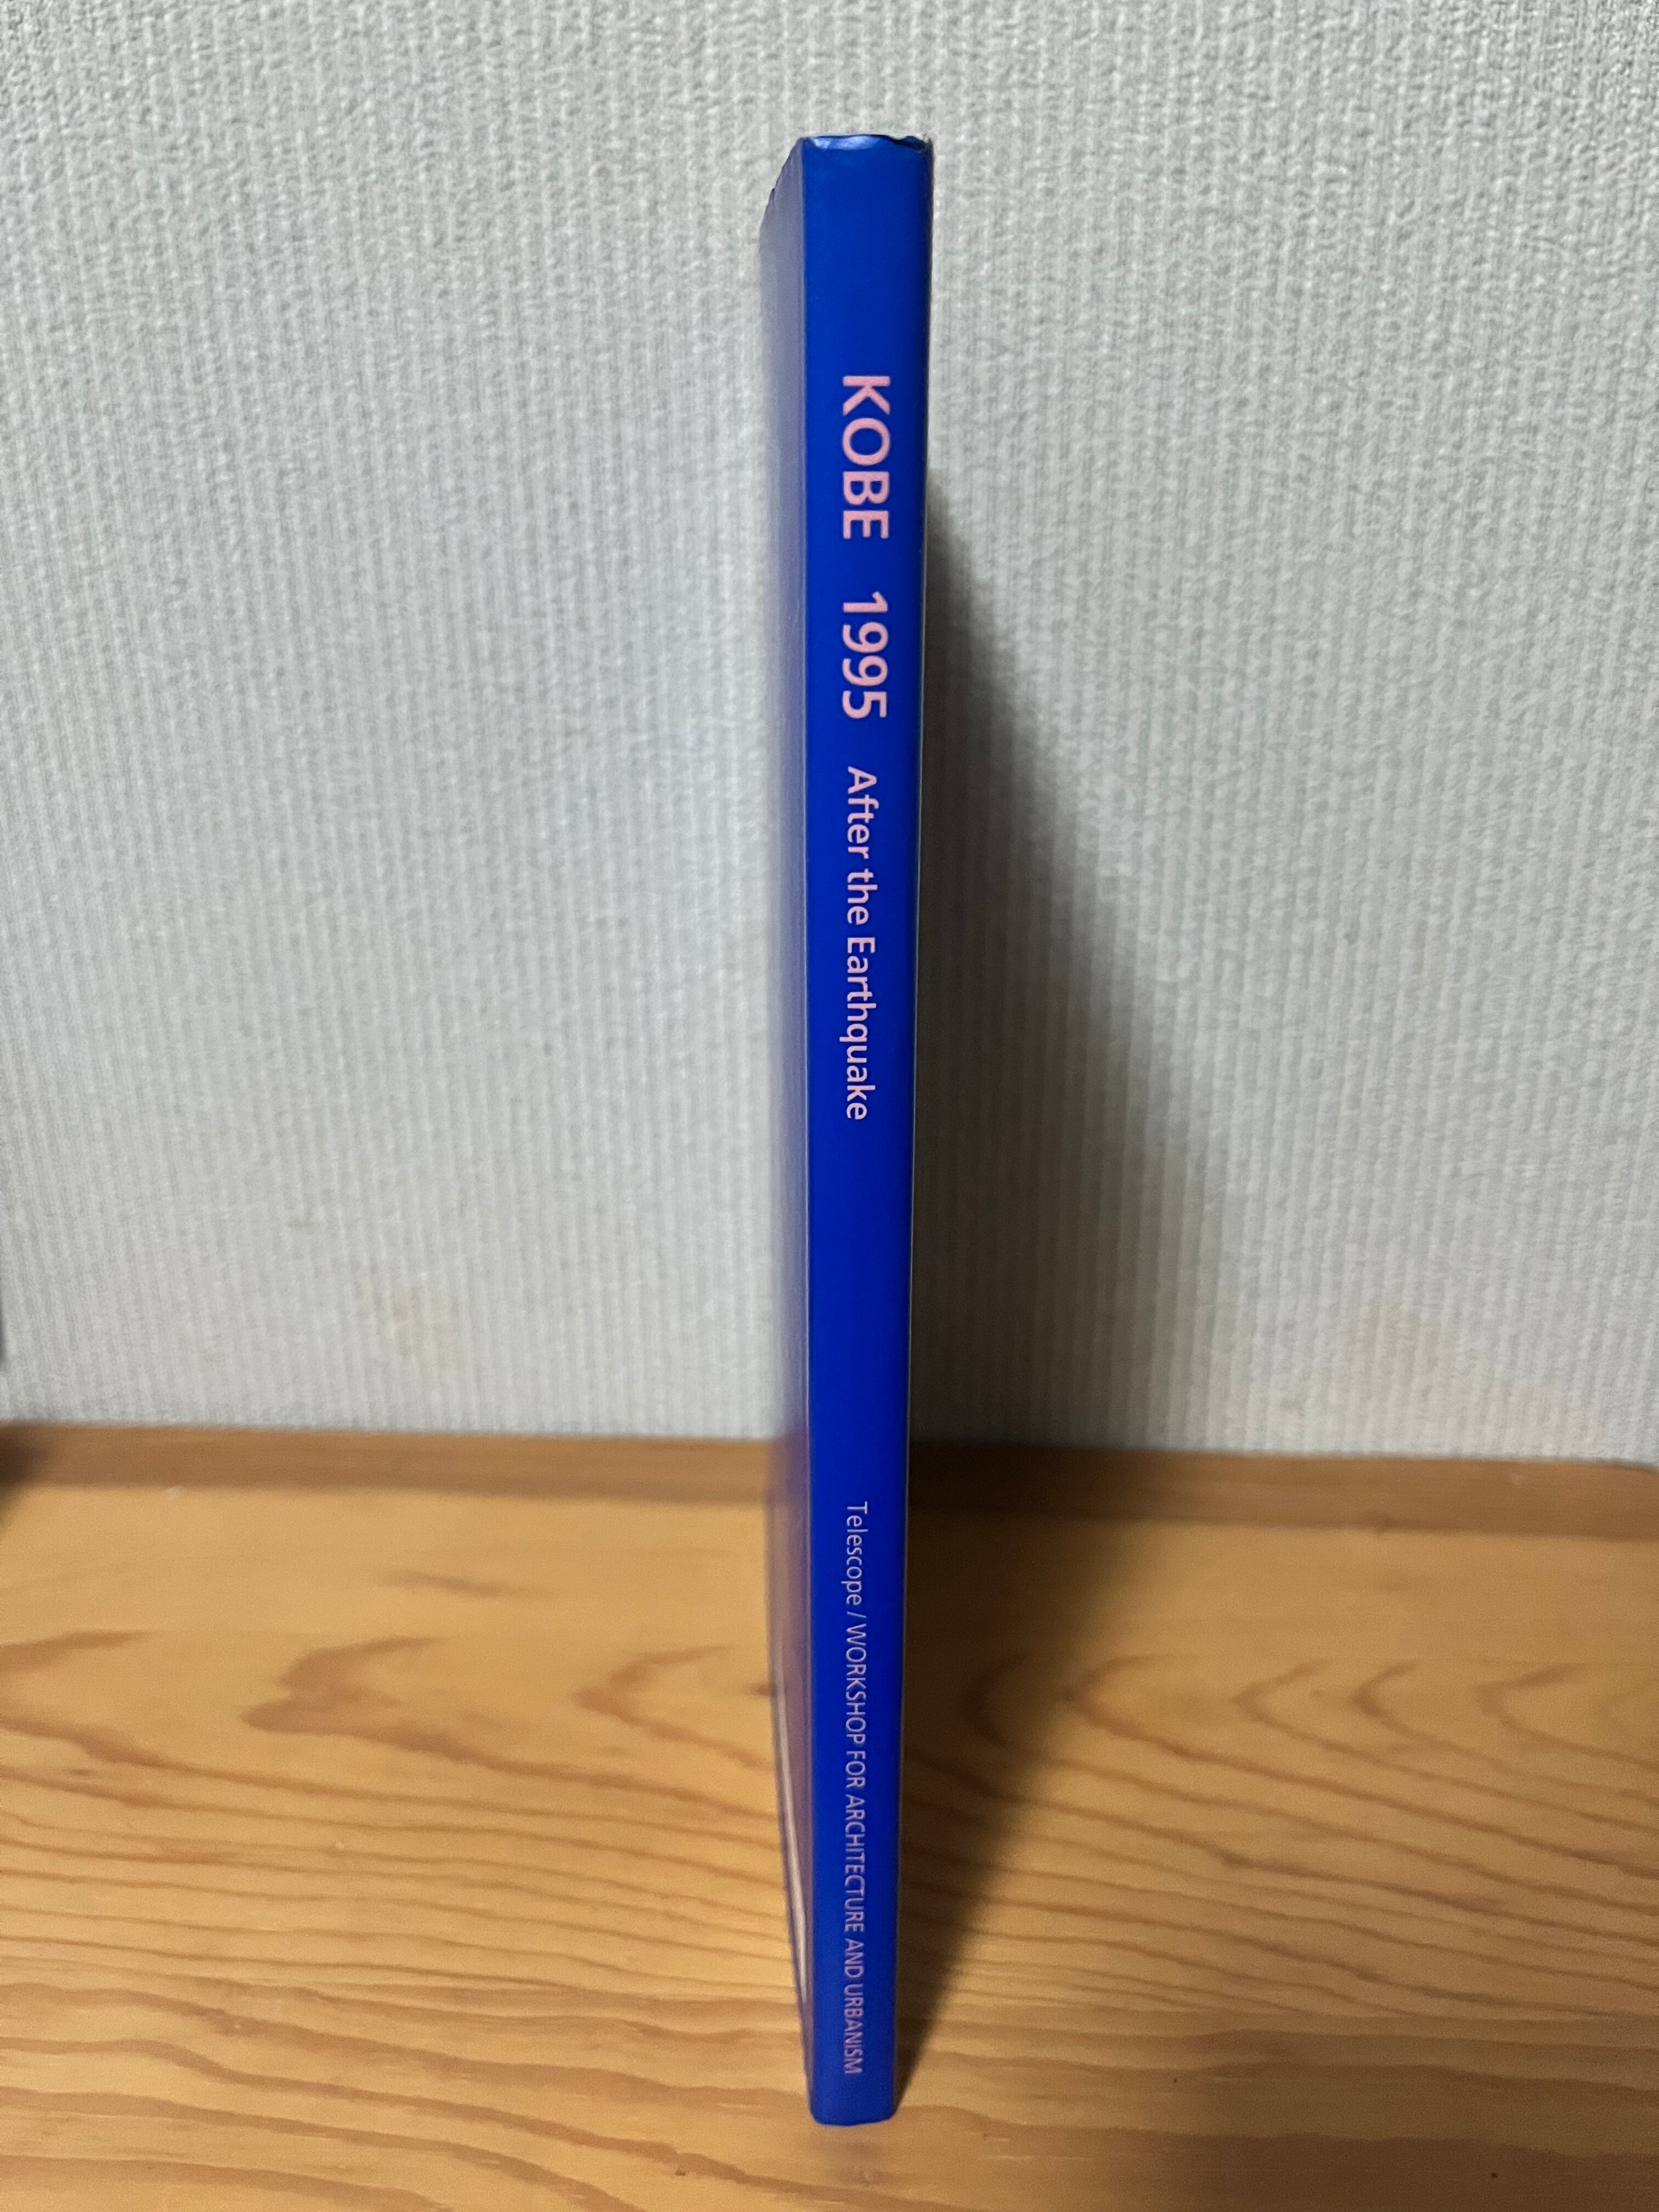 KOBE 1995 After the Earthquake
Telescope / WORKSHOP FOR ARCHITECTURE AND URBANISM